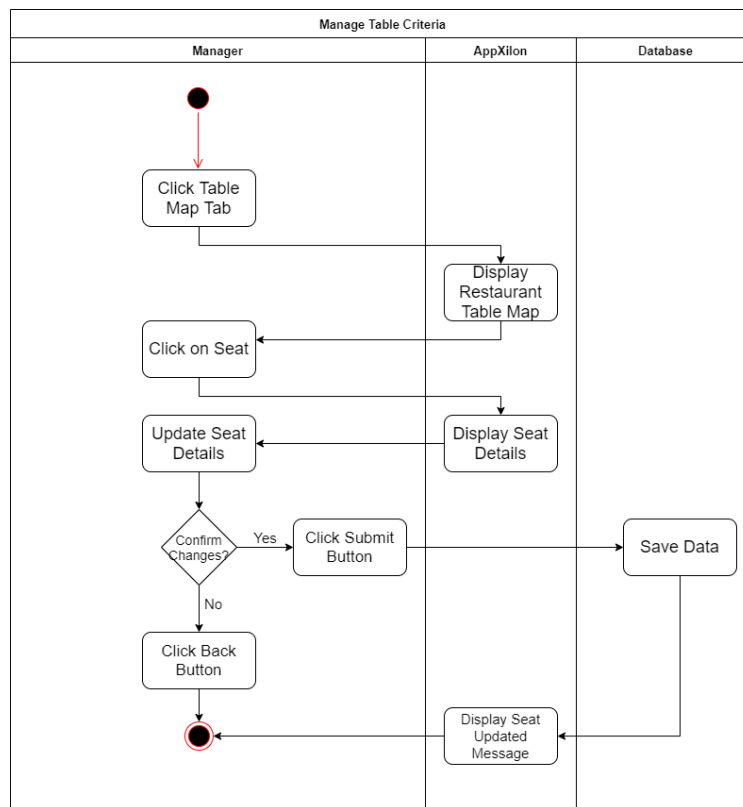 Manage Table Criteria
Manager
AppXilon
Database
Click Table
Map Tab
Display
Restaurant
Table Map
Click on Seat
Update Seat
Details
Display Seat
Details
Confirm
Changes?
Yes
Click Submit
Button
Save Data
No
Click Back
Button
Display Seat
Updated
Message